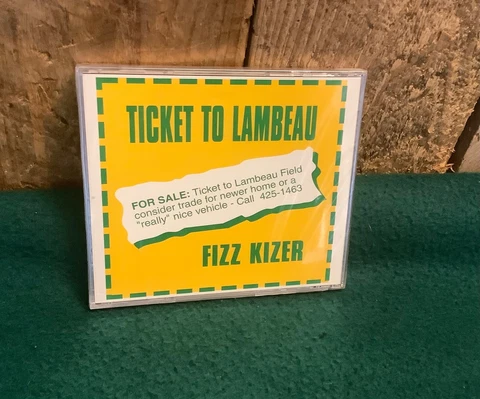 TICKET TO LAMBEAU
FOR SALE: Ticket to Lambeau Field
consider trade for newer home or a
"really" nice vehicle - Call 425-1463
FIZZ KIZER